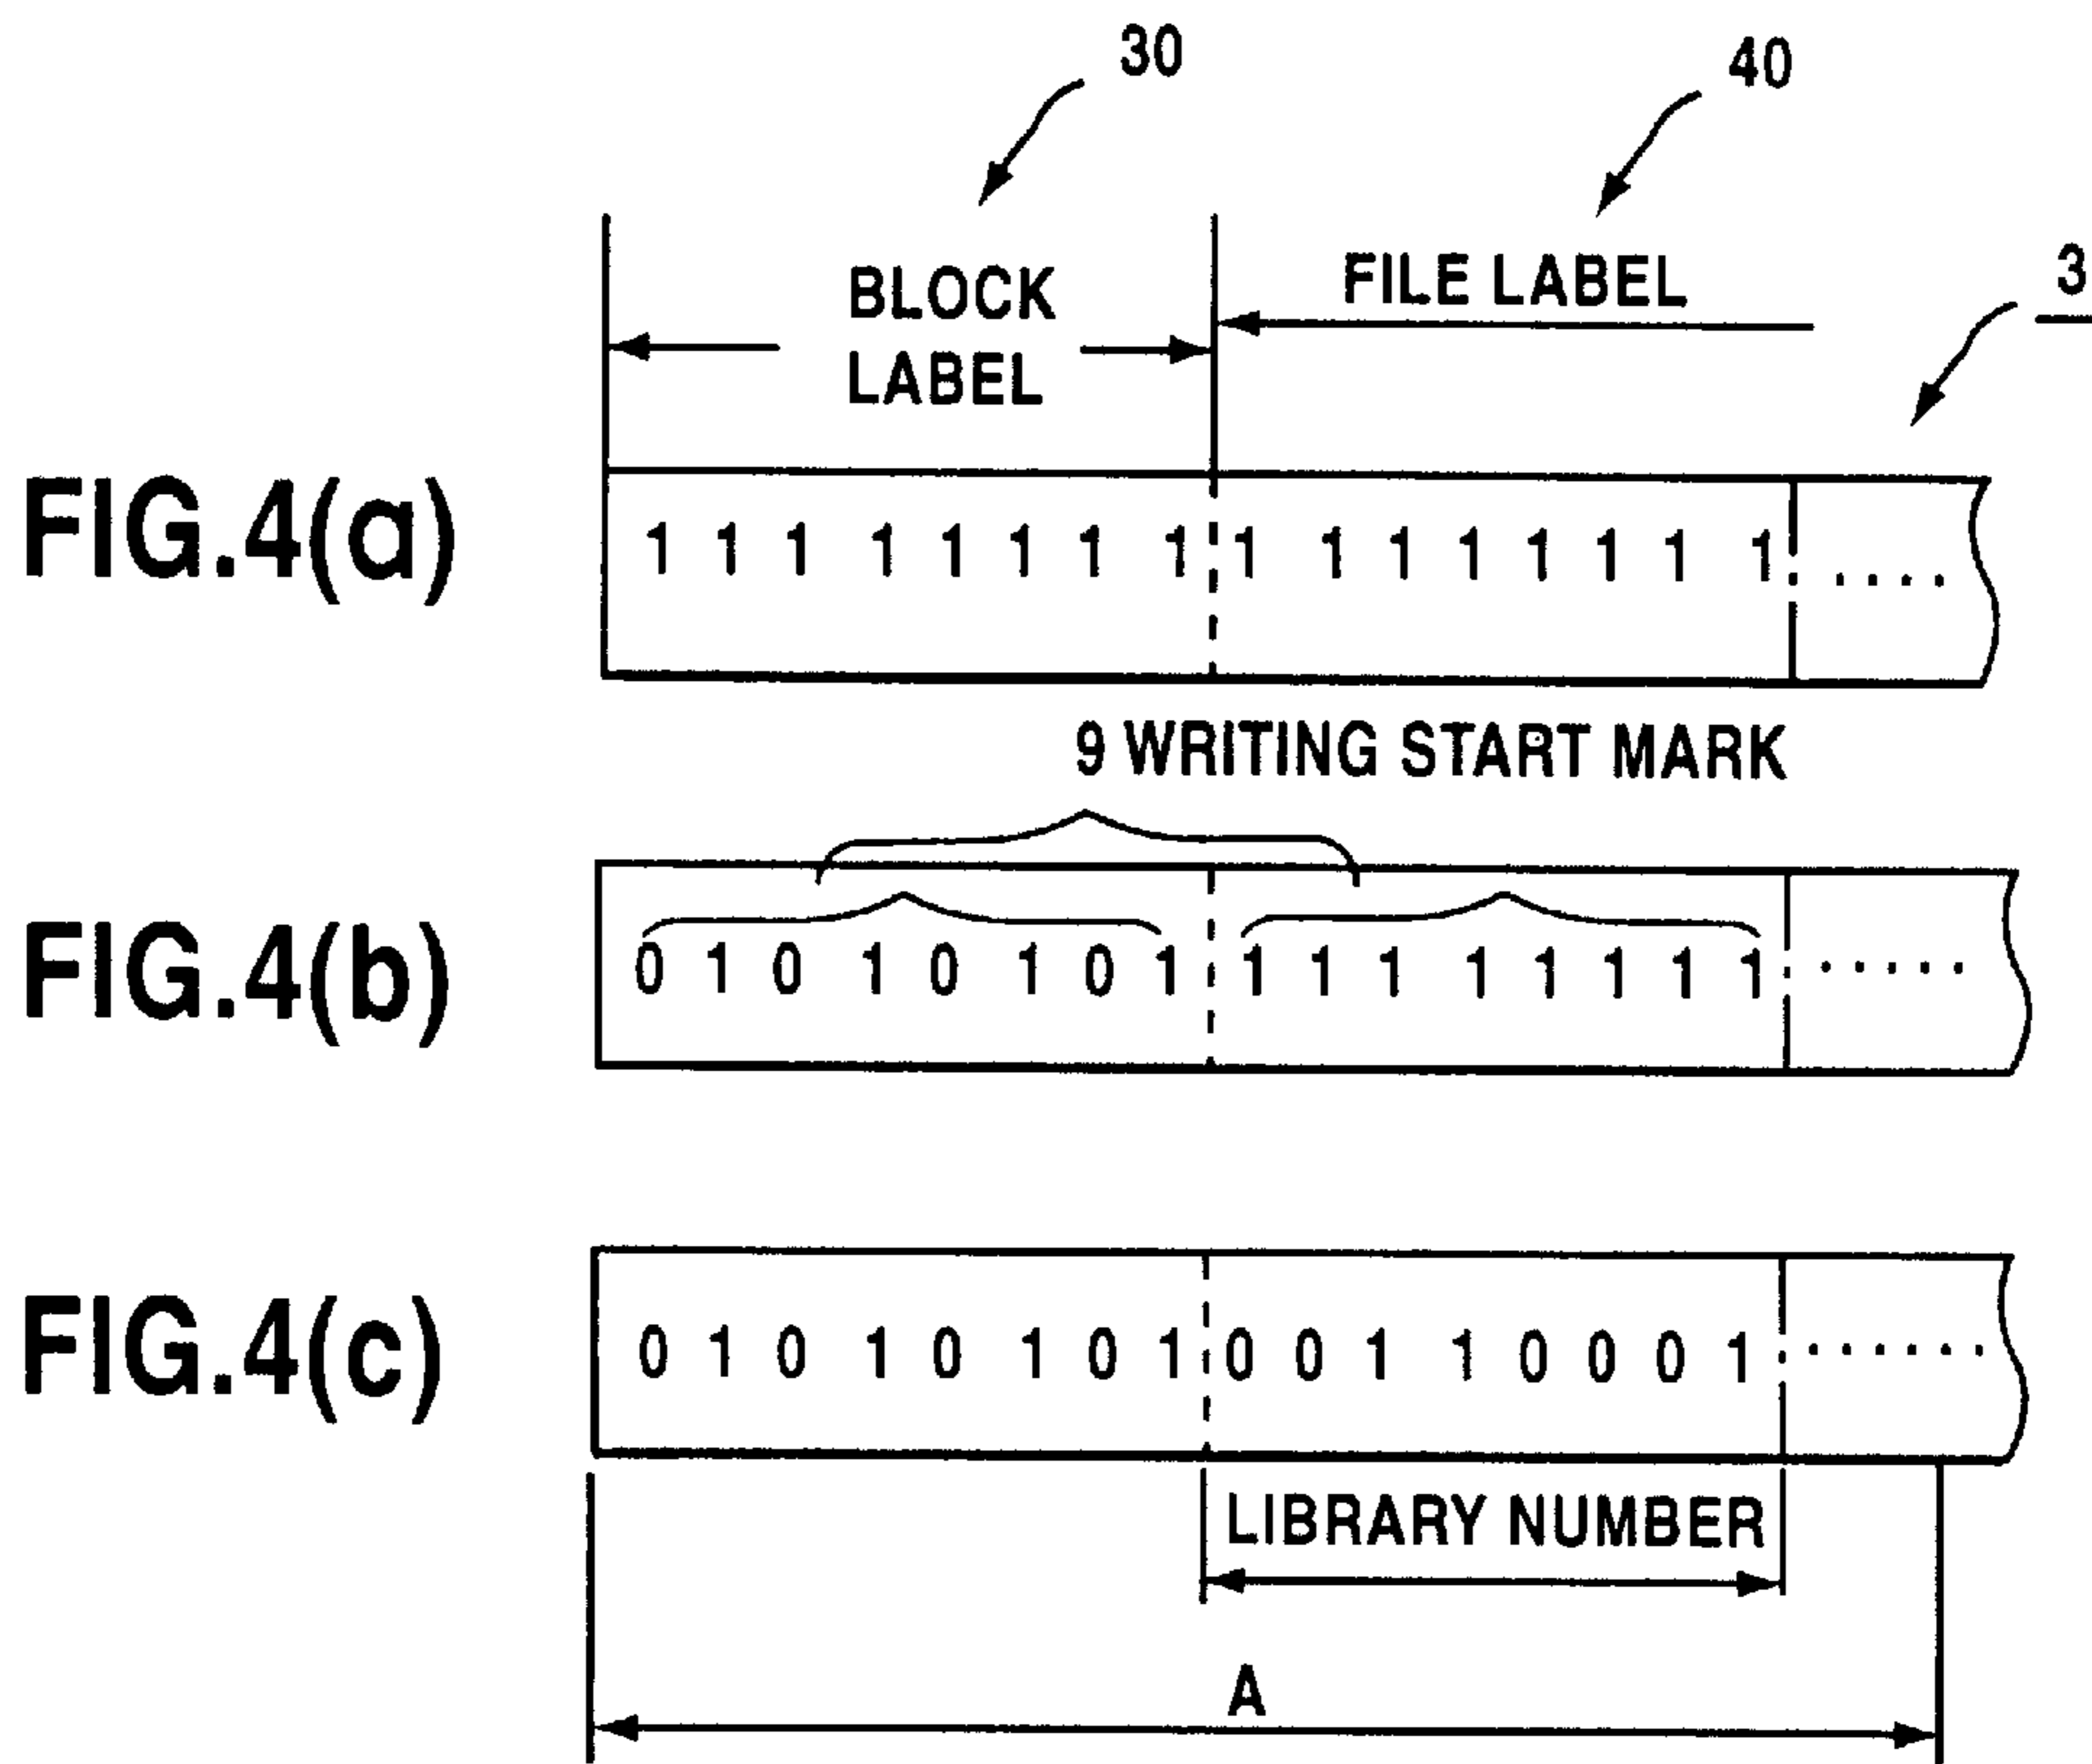 30
40
BLOCK
LABEL
FILE LABEL
3
FIG.4(a)
1 1 1 1 1 1 1 1 1 1 1 1 1 1 1 1 ....
9 WRITING START MARK
FIG.4(b)
0 1 0 1 0 1 0 1 1 1 1 1 1 1 1 1 .....
FIG.4(c)
0 1 0 1 0 1 0 1 0 0 1 1 0 0 0 1 ......
LIBRARY NUMBER
A